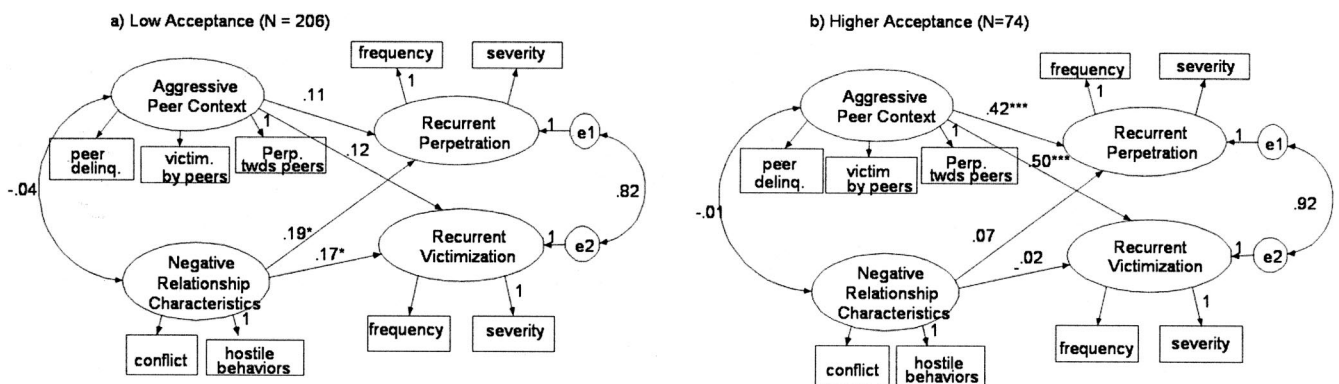 a) Low Acceptance (N = 206)
frequency
severity
1
Aggressive
Peer Context
.11
1
Recurrent
Perpetration
1
e1
peer
delinq.
victim.
by peers
Perp.
twds peers
.12
-.04
.82
.19*
.17*
Negative
Relationship
Characteristics
Recurrent
Victimization
1
e2
1
1
conflict
hostile
behaviors
frequency
severity
b) Higher Acceptance (N=74)
frequency
severity
1
Aggressive
Peer Context
.42***
1
Recurrent
Perpetration
1
e1
peer
delinq.
victim
by peers
Perp.
twds peers
.50***
-.01
.92
.07
-.02
Negative
Relationship
Characteristics
Recurrent
Victimization
1
e2
1
1
conflict
hostile
behaviors
frequency
severity